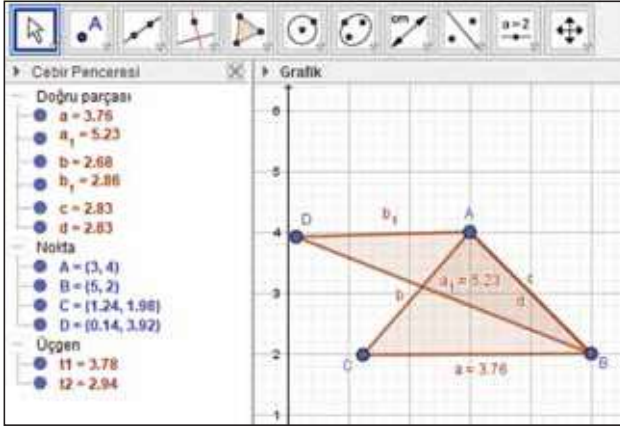 cm
a=2
Cebir Penceresi
Grafik
Doğru parçası
a = 3.76
a₁ = 5.23
b = 2.68
b₁ = 2.86
c = 2.83
d = 2.83
Nokta
A = (3, 4)
B = (5, 2)
C = (1.24, 1.98)
D = (0.14, 3.92)
Üçgen
t1 = 3.78
t2 = 2.94
6
5
4
3
2
1
D
b₁
A
b
a₁ = 5.23
c
d
C
a = 3.76
B